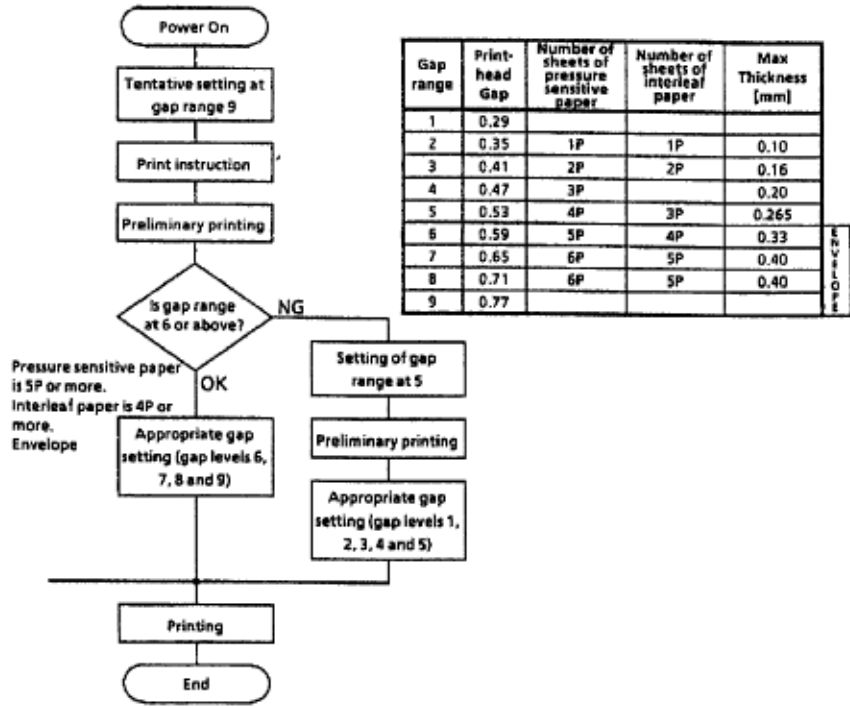 Power On
Tentative setting at
gap range 9
Print instruction
Preliminary printing
Is gap range
at 6 or above?
NG
OK
Pressure sensitive paper
is 5P or more.
Interleaf paper is 4P or
more.
Envelope
Appropriate gap
setting (gap levels 6,
7, 8 and 9)
Setting of gap
range at 5
Preliminary printing
Appropriate gap
setting (gap levels 1,
2, 3, 4 and 5)
Printing
End
Gap range Print-head Gap Number of sheets of pressure sensitive paper Number of sheets of interleaf paper Max Thickness [mm]
1 0.29
2 0.35 1P 1P 0.10
3 0.41 2P 2P 0.16
4 0.47 3P 0.20
5 0.53 4P 3P 0.265
6 0.59 5P 4P 0.33
7 0.65 6P 5P 0.40
8 0.71 6P 5P 0.40
9 0.77
ENVELOPE